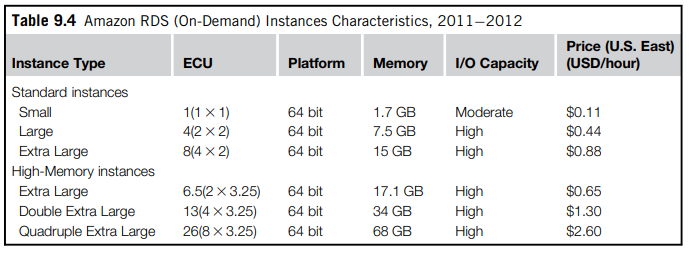 Table 9.4 Amazon RDS (On-Demand) Instances Characteristics, 2011–2012
Instance Type ECU Platform Memory I/O Capacity Price (U.S. East) (USD/hour)
Standard instances
Small 1(1 × 1) 64 bit 1.7 GB Moderate $0.11
Large 4(2 × 2) 64 bit 7.5 GB High $0.44
Extra Large 8(4 × 2) 64 bit 15 GB High $0.88
High-Memory instances
Extra Large 6.5(2 × 3.25) 64 bit 17.1 GB High $0.65
Double Extra Large 13(4 × 3.25) 64 bit 34 GB High $1.30
Quadruple Extra Large 26(8 × 3.25) 64 bit 68 GB High $2.60